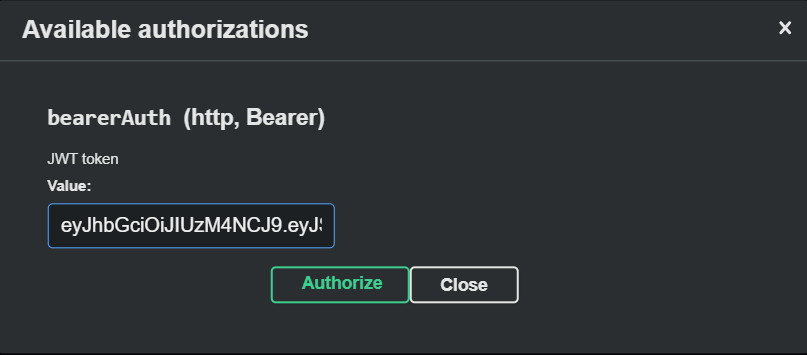 Available authorizations ×
bearerAuth (http, Bearer)
JWT token
Value:
eyJhbGciOiJIUzM4NCJ9.eyJ
Authorize Close